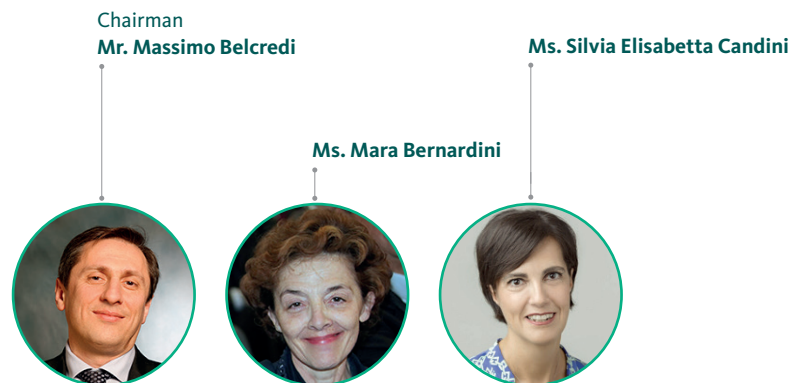 Chairman
Mr. Massimo Belcredi
Ms. Silvia Elisabetta Candini
Ms. Mara Bernardini